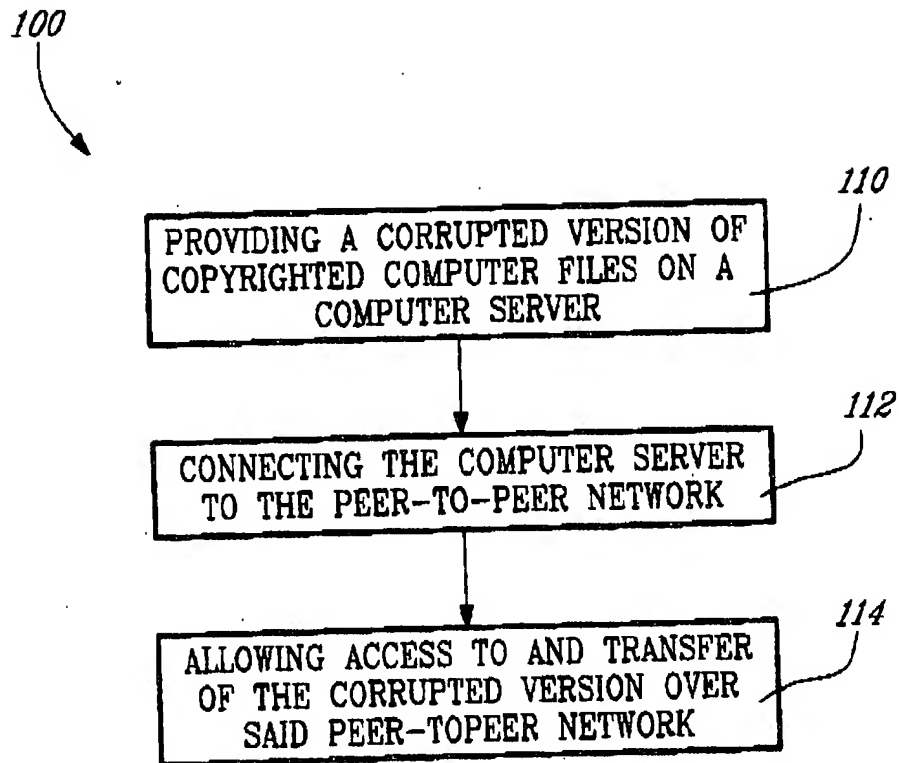 100
110
PROVIDING A CORRUPTED VERSION OF
COPYRIGHTED COMPUTER FILES ON A
COMPUTER SERVER
112
CONNECTING THE COMPUTER SERVER
TO THE PEER-TO-PEER NETWORK
114
ALLOWING ACCESS TO AND TRANSFER
OF THE CORRUPTED VERSION OVER
SAID PEER-TOPEER NETWORK